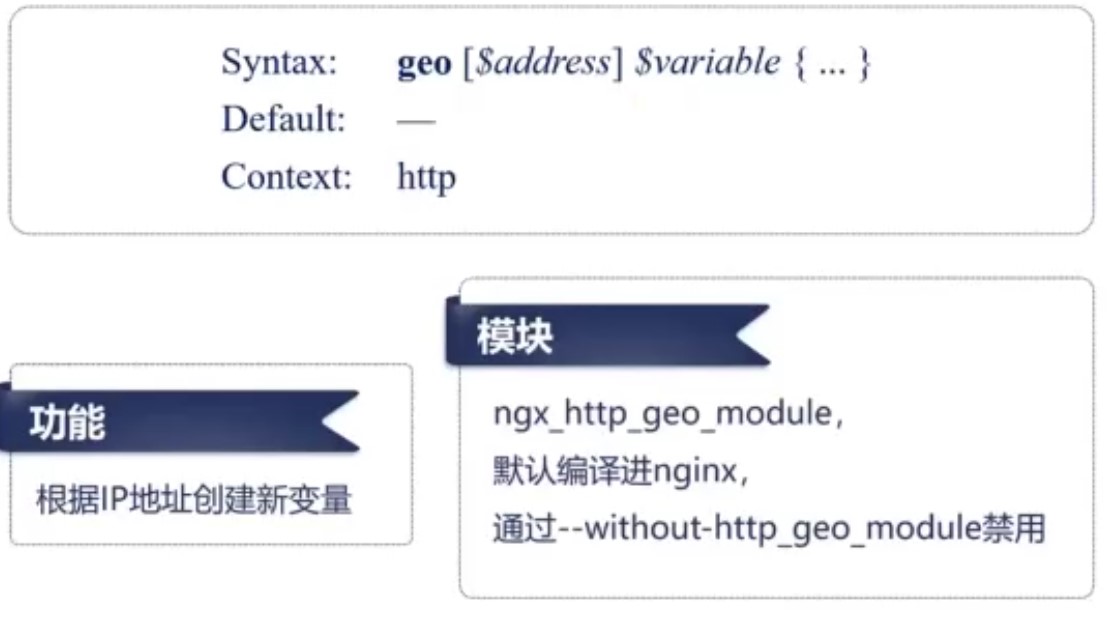 Syntax: geo [$address] $variable { ... }
Default: —
Context: http
功能
根据IP地址创建新变量
模块
ngx_http_geo_module,
默认编译进nginx,
通过--without-http_geo_module禁用